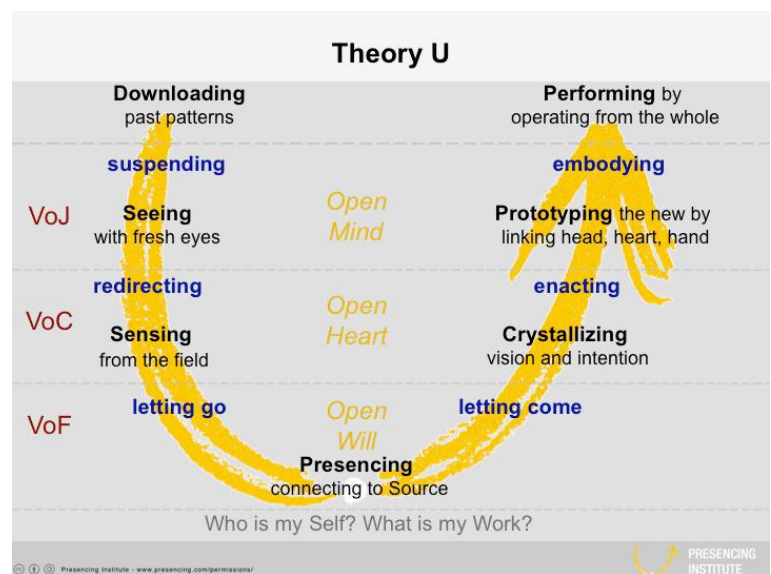 Theory U
Downloading
past patterns
Performing by
operating from the whole
suspending
embodying
VoJ
Seeing
with fresh eyes
Open
Mind
Prototyping the new by
linking head, heart, hand
redirecting
enacting
VoC
Sensing
from the field
Open
Heart
Crystallizing
vision and intention
letting go
letting come
VoF
Open
Will
Presencing
connecting to Source
Who is my Self? What is my Work?
Presencing Institute - www.presencing.com/permissions/
PRESENCING
INSTITUTE